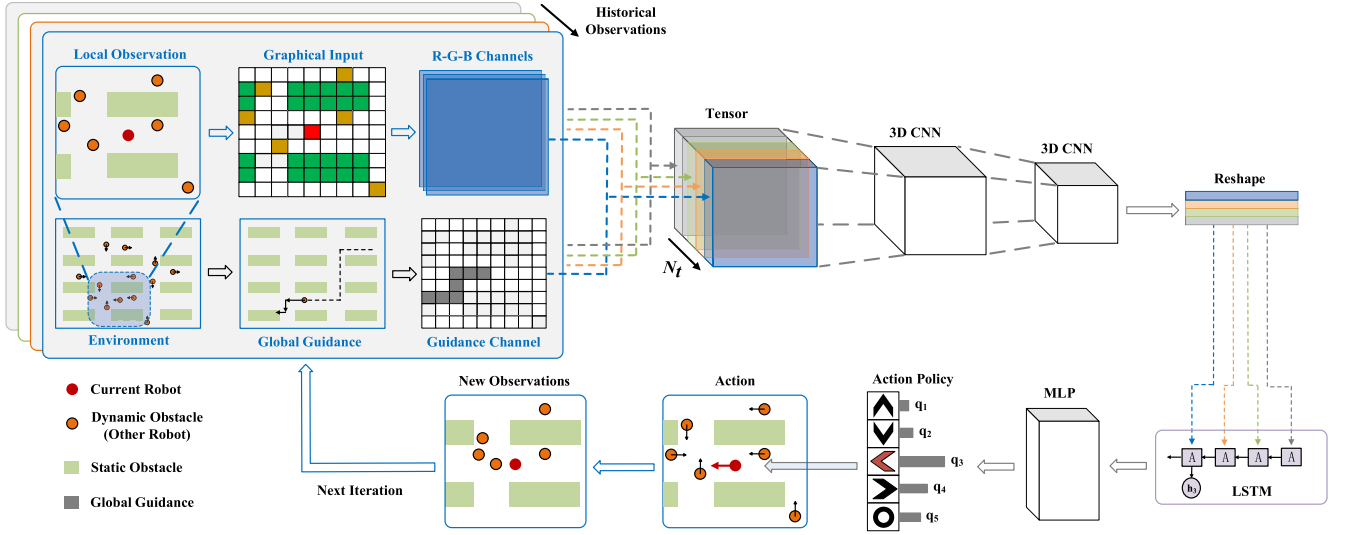 Historical
Observations
Local Observation
Graphical Input
R-G-B Channels
Environment
Global Guidance
Guidance Channel
Tensor
N_t
3D CNN
3D CNN
Reshape
Current Robot
Dynamic Obstacle
(Other Robot)
Static Obstacle
Global Guidance
Next Iteration
New Observations
Action
Action Policy
q₁
q₂
q₃
q₄
q₅
MLP
A
A
A
A
h₃
LSTM